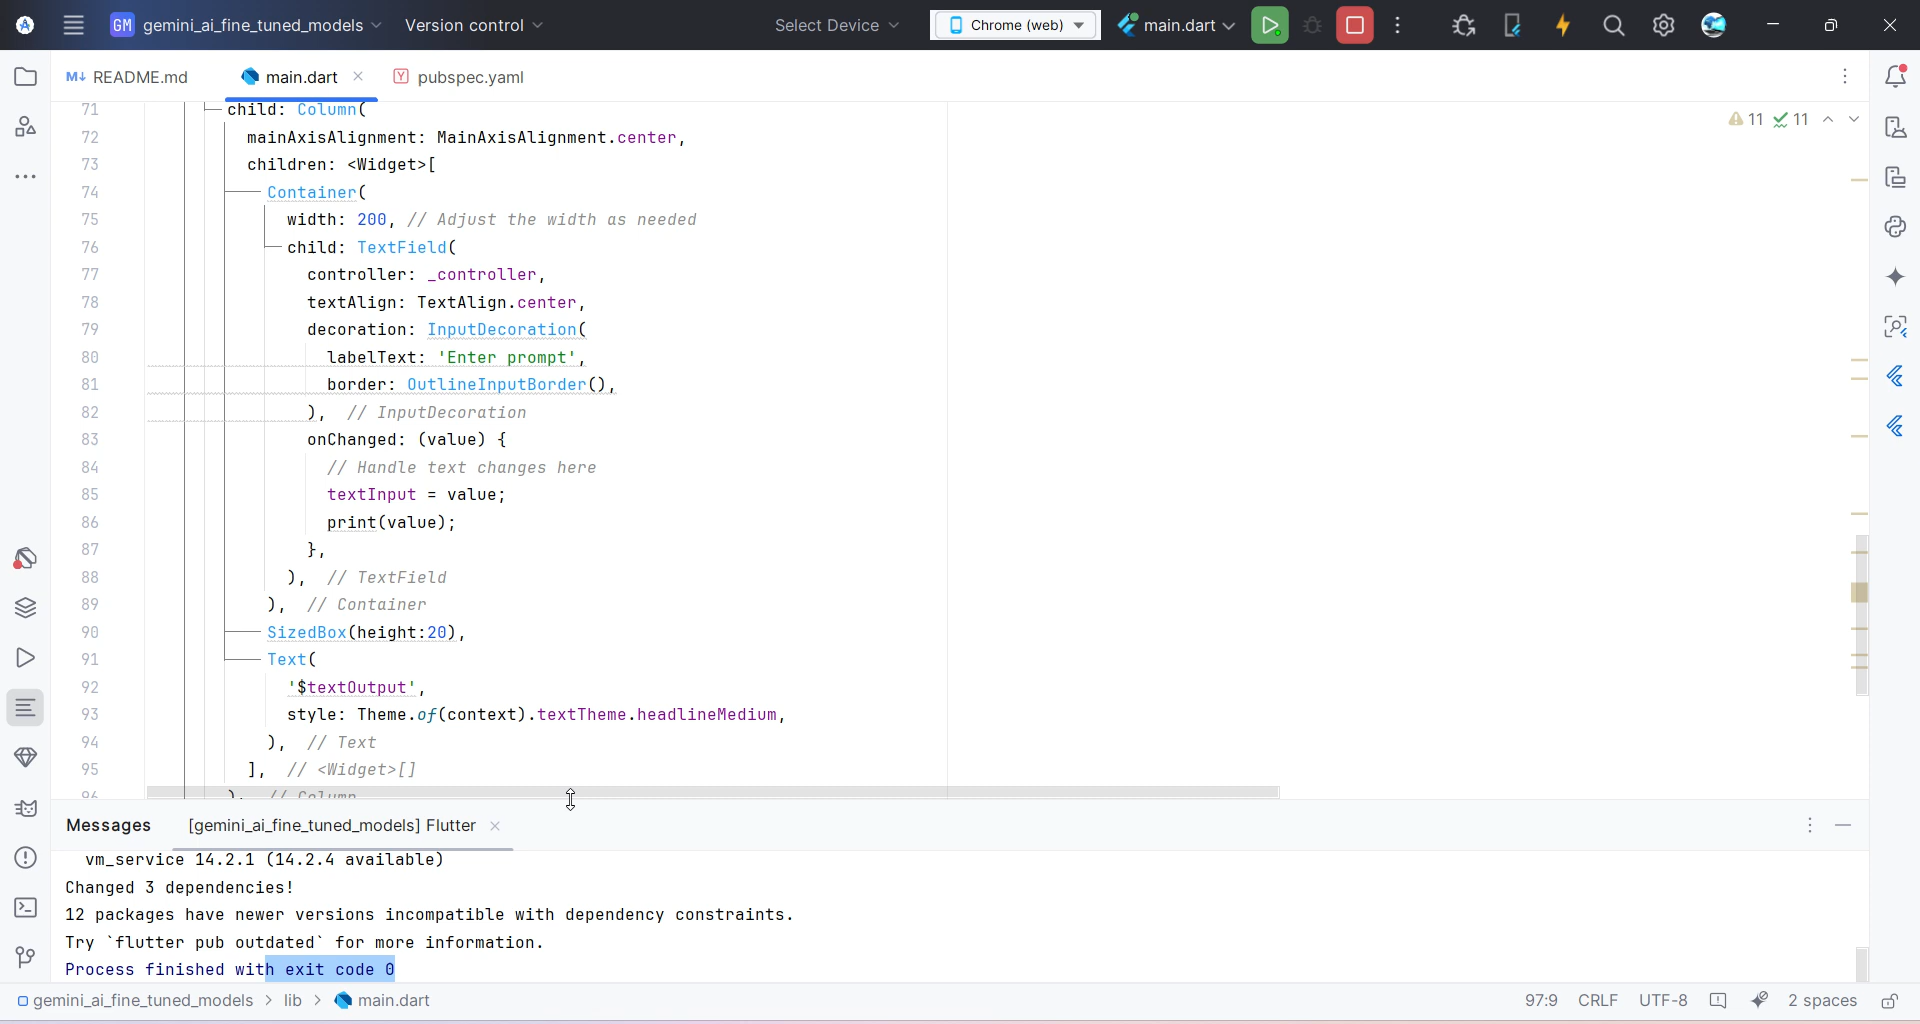 GM gemini_ai_fine_tuned_models Version control Select Device Chrome (web) main.dart
M↓ README.md main.dart pubspec.yaml
71 child: Column(
72 mainAxisAlignment: MainAxisAlignment.center,
73 children: <Widget>[
74 Container(
75 width: 200, // Adjust the width as needed
76 child: TextField(
77 controller: _controller,
78 textAlign: TextAlign.center,
79 decoration: InputDecoration(
80 labelText: 'Enter prompt',
81 border: OutlineInputBorder(),
82 ), // InputDecoration
83 onChanged: (value) {
84 // Handle text changes here
85 textInput = value;
86 print(value);
87 },
88 ), // TextField
89 ), // Container
90 SizedBox(height:20),
91 Text(
92 '$textOutput',
93 style: Theme.of(context).textTheme.headlineMedium,
94 ), // Text
95 ], // <Widget>[]
96 ), // Column
11 11
Messages [gemini_ai_fine_tuned_models] Flutter
vm_service 14.2.1 (14.2.4 available)
Changed 3 dependencies!
12 packages have newer versions incompatible with dependency constraints.
Try `flutter pub outdated` for more information.
Process finished with exit code 0
gemini_ai_fine_tuned_models > lib > main.dart 97:9 CRLF UTF-8 2 spaces